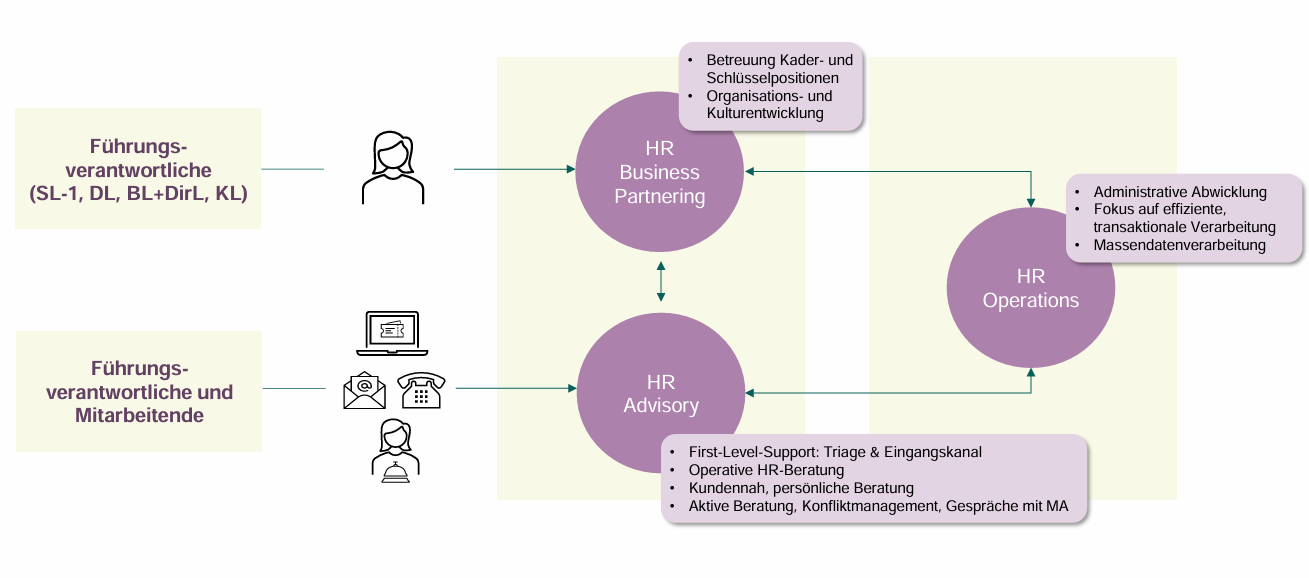 • Betreuung Kader- und
Schlüsselpositionen
• Organisations- und
Kulturentwicklung
Führungs-
verantwortliche
(SL-1, DL, BL+DirL, KL)
HR
Business
Partnering
• Administrative Abwicklung
• Fokus auf effiziente,
transaktionale Verarbeitung
• Massendatenverarbeitung
HR
Operations
Führungs-
verantwortliche und
Mitarbeitende
@
HR
Advisory
• First-Level-Support: Triage & Eingangskanal
• Operative HR-Beratung
• Kundennah, persönliche Beratung
• Aktive Beratung, Konfliktmanagement, Gespräche mit MA